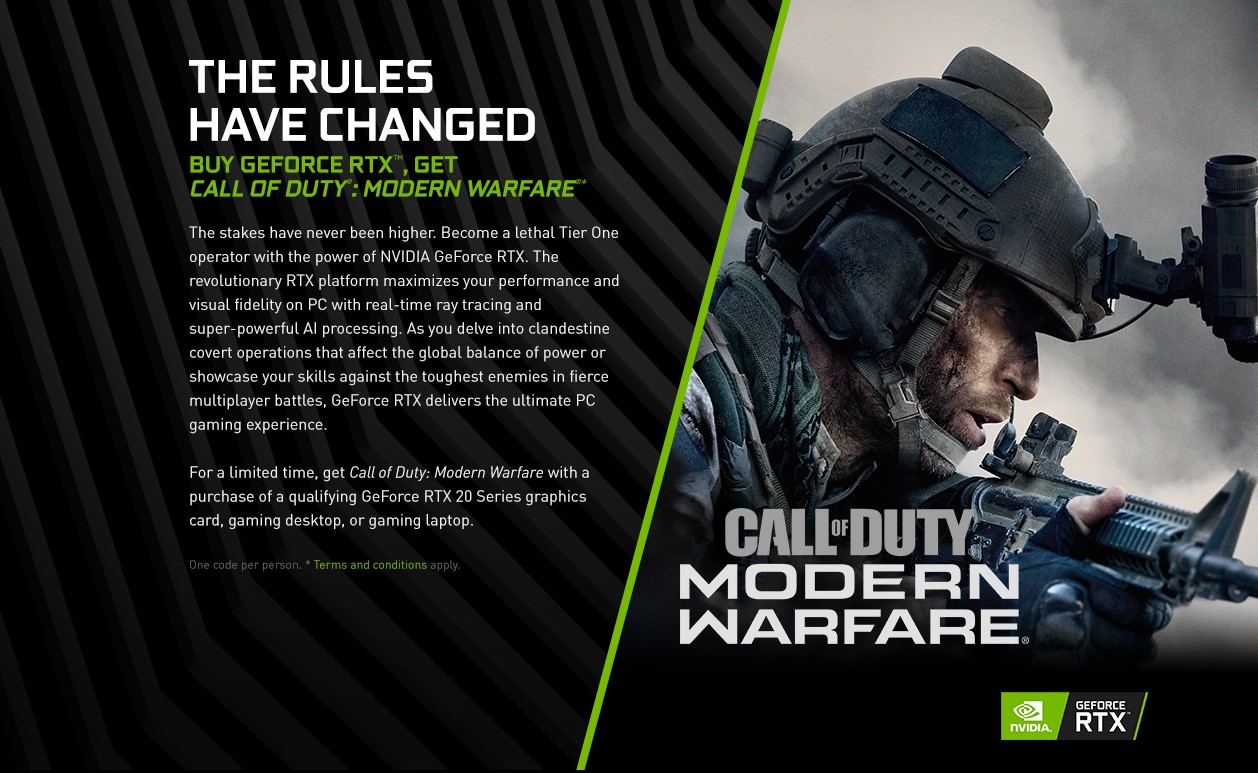 THE RULES
HAVE CHANGED
BUY GEFORCE RTX™, GET
CALL OF DUTY®: MODERN WARFARE®*
The stakes have never been higher. Become a lethal Tier One
operator with the power of NVIDIA GeForce RTX. The
revolutionary RTX platform maximizes your performance and
visual fidelity on PC with real-time ray tracing and
super-powerful AI processing. As you delve into clandestine
covert operations that affect the global balance of power or
showcase your skills against the toughest enemies in fierce
multiplayer battles, GeForce RTX delivers the ultimate PC
gaming experience.
For a limited time, get Call of Duty: Modern Warfare with a
purchase of a qualifying GeForce RTX 20 Series graphics
card, gaming desktop, or gaming laptop.
One code per person. * Terms and conditions apply.
CALL OF DUTY®
MODERN
WARFARE®
NVIDIA®
GEFORCE
RTX™